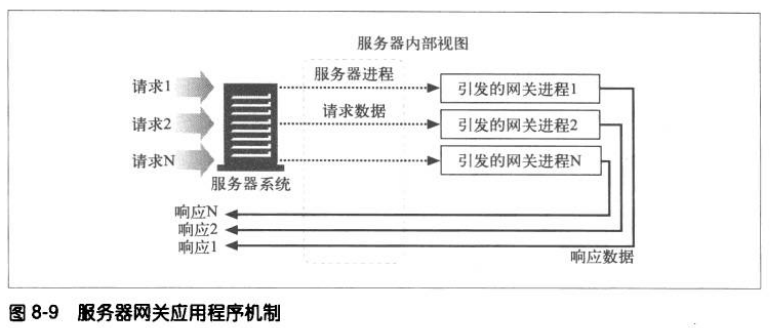 服务器内部视图
服务器进程
请求1
引发的网关进程1
请求数据
请求2
引发的网关进程2
请求N
引发的网关进程N
服务器系统
响应N
响应2
响应1
响应数据
图 8-9 服务器网关应用程序机制